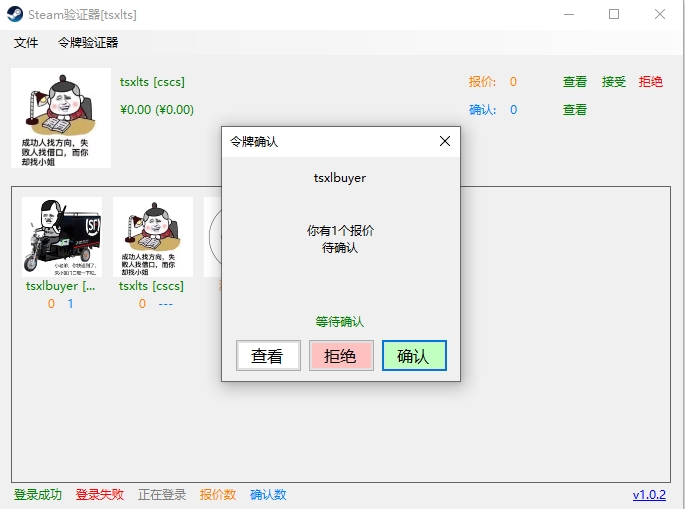 Steam验证器[tsxlts]
文件 令牌验证器
tsxlts [cscs]
报价: 0 查看 接受 拒绝
¥0.00 (¥0.00)
确认: 0 查看
成功人找方向，失
败人找借口，而你
却找小姐
令牌确认
tsxlbuyer
你有1个报价
待确认
等待确认
查看 拒绝 确认
成功人找方向，失
败人找借口，而你
却找小姐
tsxlbuyer [... tsxlts [cscs]
0 1 0 ---
登录成功 登录失败 正在登录 报价数 确认数 v1.0.2